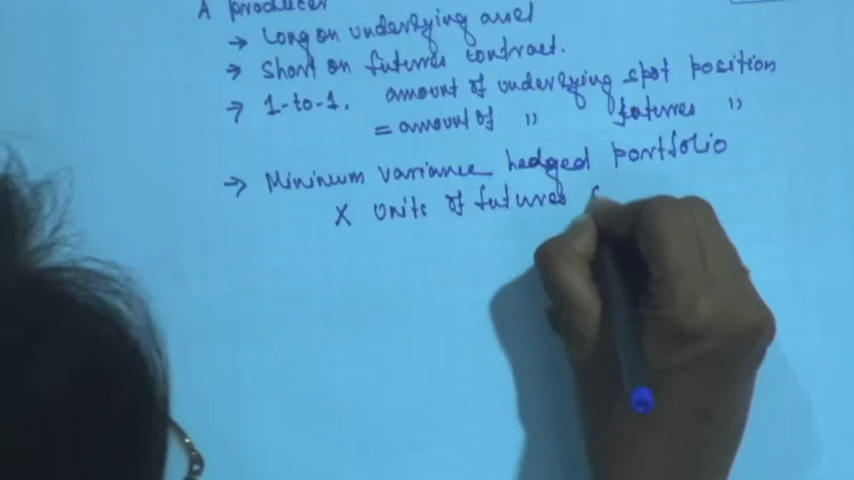 A producer
→ Long on underlying asset
→ Short on futures contract.
→ 1-to-1. amount of underlying spot position
= amount of " futures "
→ Mininum variance hedged portfolio
X units of futures